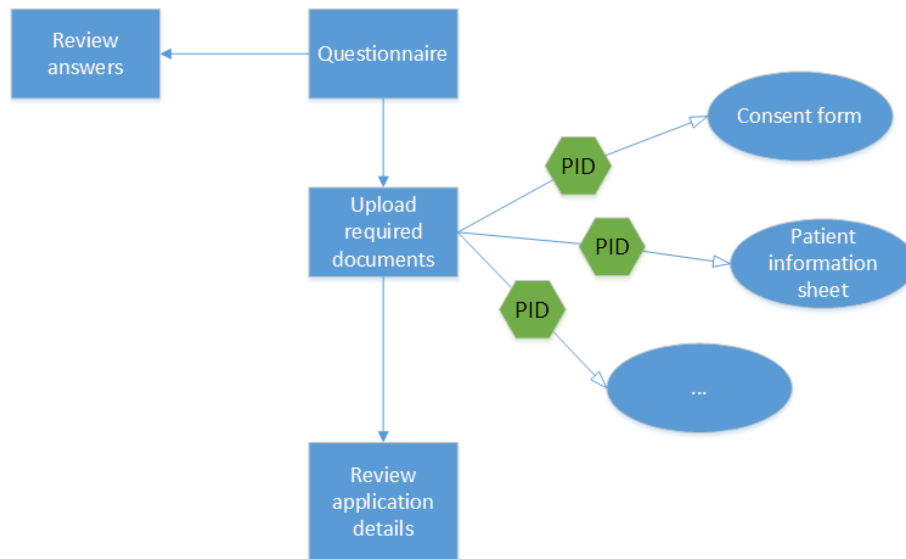 Review
answers
Questionnaire
Consent form
PID
Upload
required
documents
PID
Patient
information
sheet
PID
...
Review
application
details